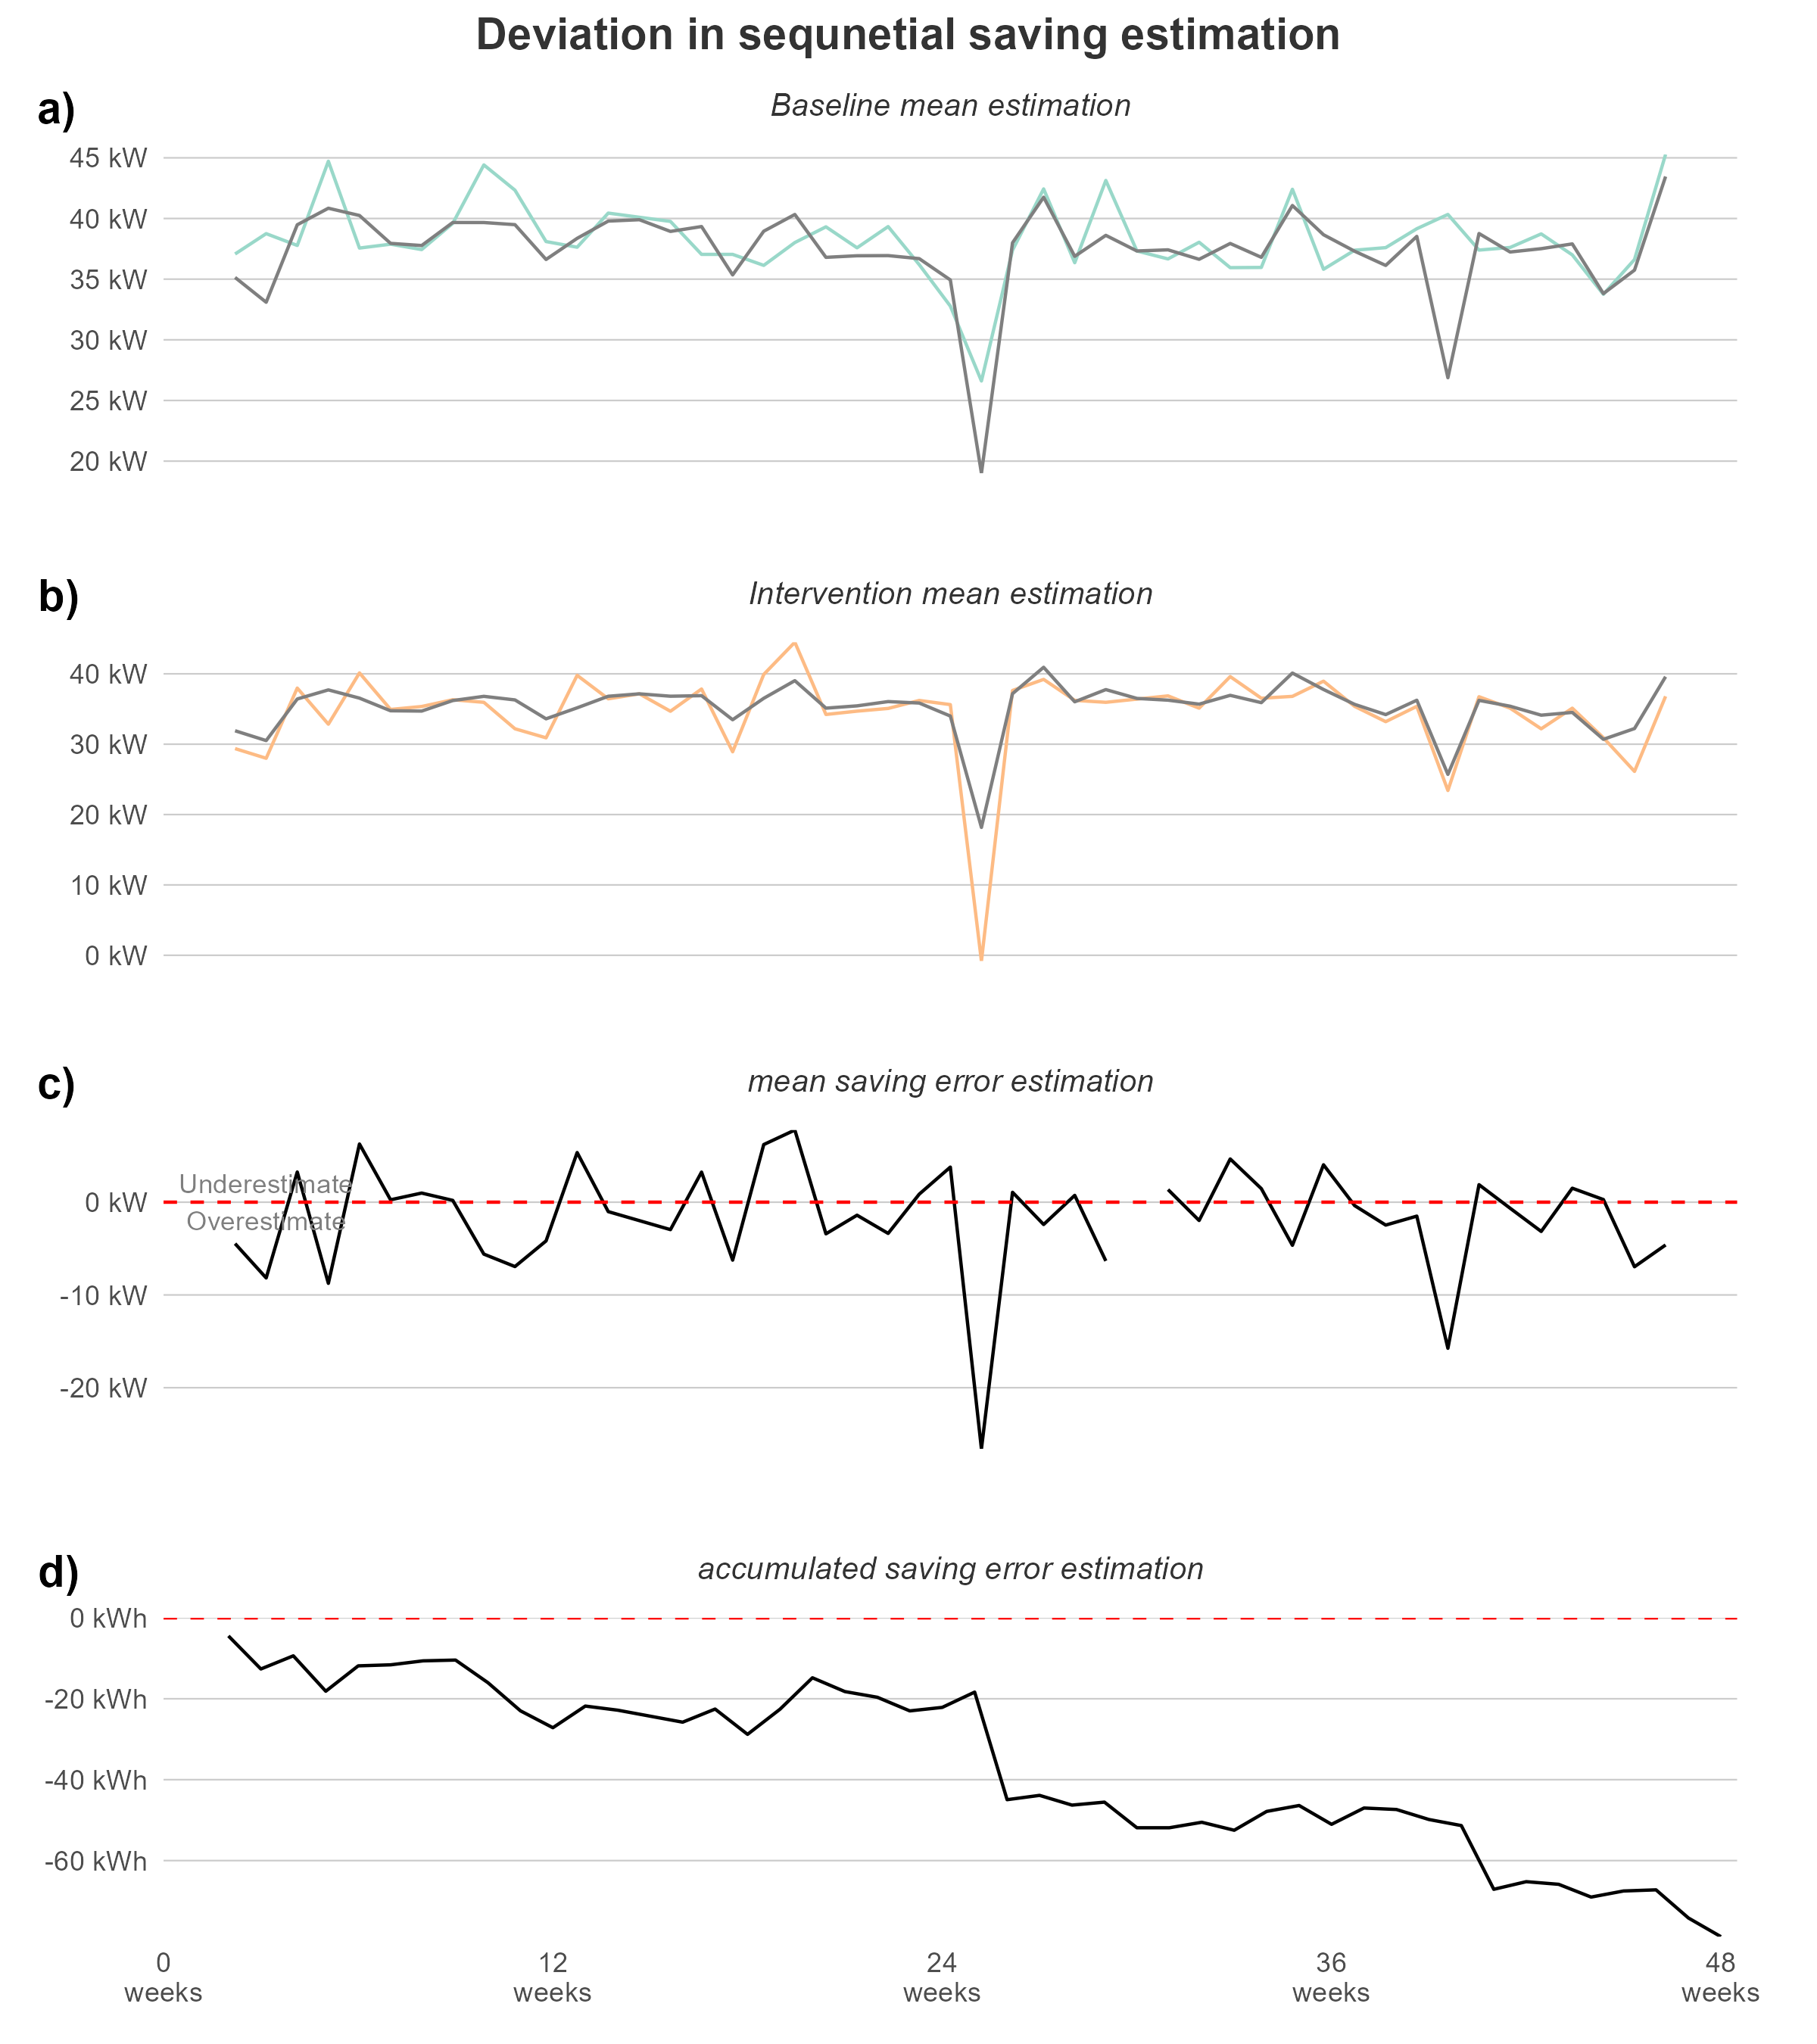 Deviation in sequnetial saving estimation
a)
Baseline mean estimation
45 kW
40 kW
35 kW
30 kW
25 kW
20 kW
b)
Intervention mean estimation
40 kW
30 kW
20 kW
10 kW
0 kW
c)
mean saving error estimation
Underestimate
0 kW
Overestimate
-10 kW
-20 kW
d)
accumulated saving error estimation
0 kWh
-20 kWh
-40 kWh
-60 kWh
0 12 24 36 48
weeks weeks weeks weeks weeks